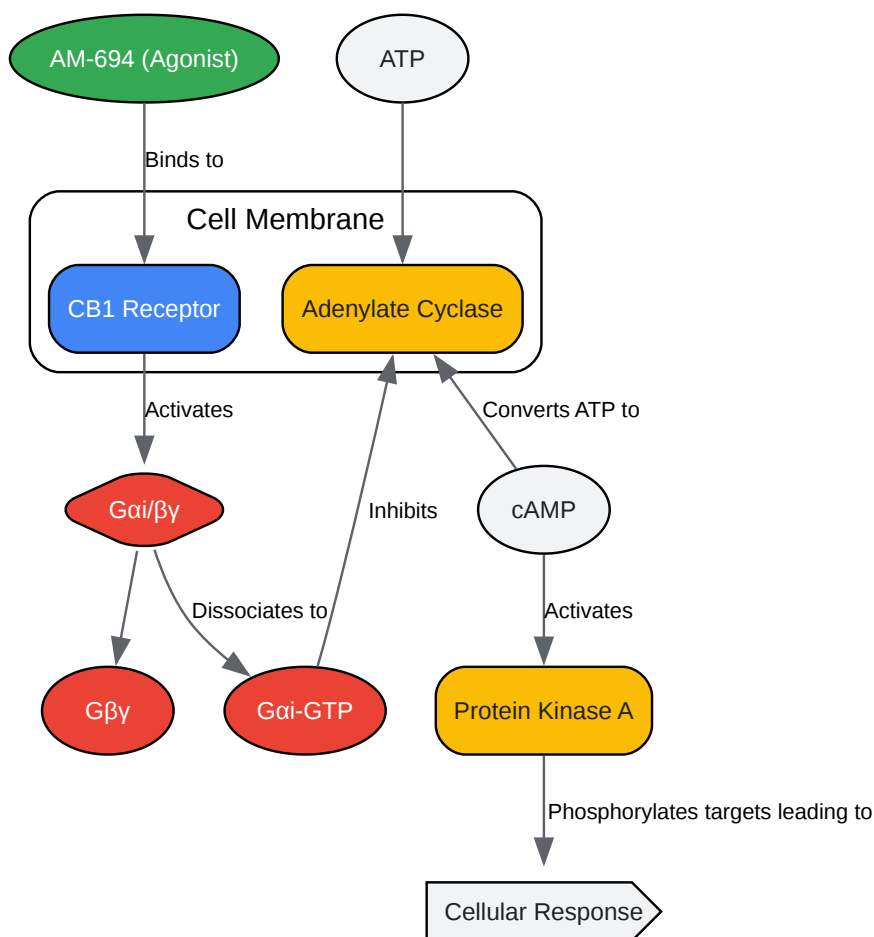 AM-694 (Agonist)
ATP
Binds to
Cell Membrane
CB1 Receptor
Adenylate Cyclase
Activates
Converts ATP to
Gαi/βγ
Inhibits
cAMP
Dissociates to
Activates
Gβγ
Gαi-GTP
Protein Kinase A
Phosphorylates targets leading to
Cellular Response